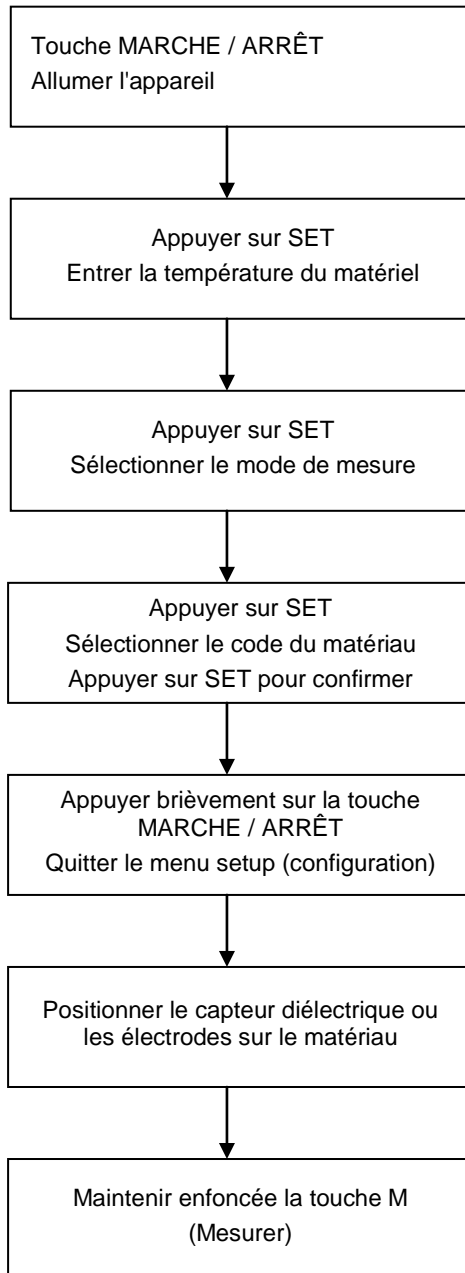 Touche MARCHE / ARRÊT
Allumer l'appareil
Appuyer sur SET
Entrer la température du matériel
Appuyer sur SET
Sélectionner le mode de mesure
Appuyer sur SET
Sélectionner le code du matériau
Appuyer sur SET pour confirmer
Appuyer brièvement sur la touche
MARCHE / ARRÊT
Quitter le menu setup (configuration)
Positionner le capteur diélectrique ou
les électrodes sur le matériau
Maintenir enfoncée la touche M
(Mesurer)